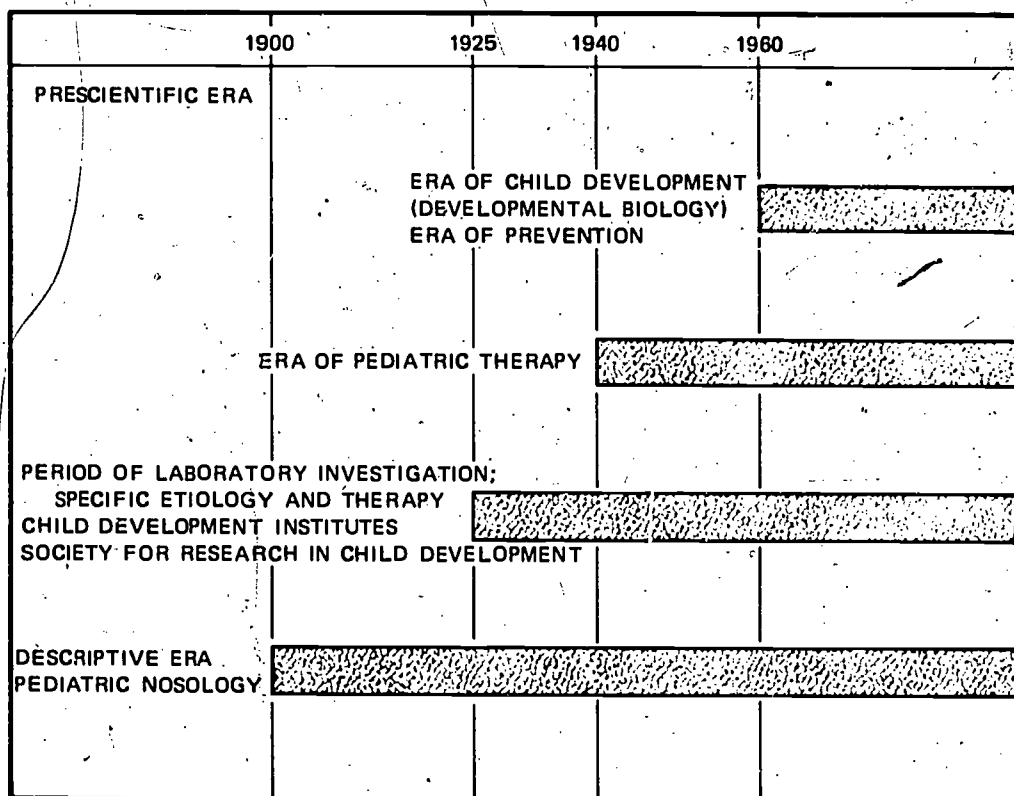 1900 1925 1940 1960
PRESCIENTIFIC ERA
ERA OF CHILD DEVELOPMENT
(DEVELOPMENTAL BIOLOGY)
ERA OF PREVENTION
ERA OF PEDIATRIC THERAPY
PERIOD OF LABORATORY INVESTIGATION;
SPECIFIC ETIOLOGY AND THERAPY
CHILD DEVELOPMENT INSTITUTES
SOCIETY FOR RESEARCH IN CHILD DEVELOPMENT
DESCRIPTIVE ERA
PEDIATRIC NOSOLOGY